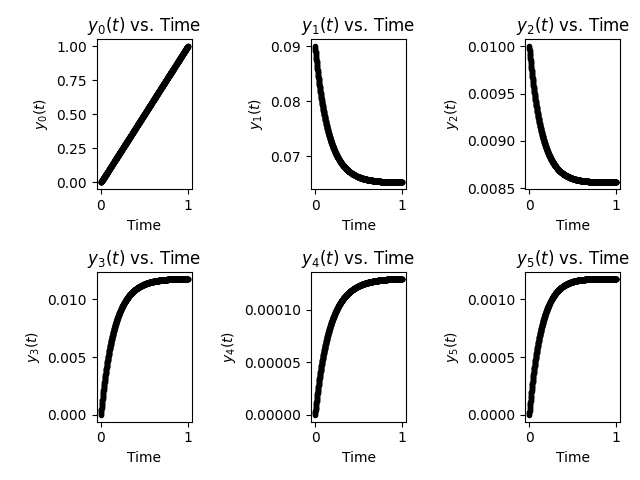 y₀(t) vs. Time
y₀(t)
1.00
0.75
0.50
0.25
0.00
0
1
Time
y₁(t) vs. Time
y₁(t)
0.09
0.08
0.07
0
1
Time
y₂(t) vs. Time
y₂(t)
0.0100
0.0095
0.0090
0.0085
0
1
Time
y₃(t) vs. Time
y₃(t)
0.010
0.005
0.000
0
1
Time
y₄(t) vs. Time
y₄(t)
0.00010
0.00005
0.00000
0
1
Time
y₅(t) vs. Time
y₅(t)
0.0010
0.0005
0.0000
0
1
Time